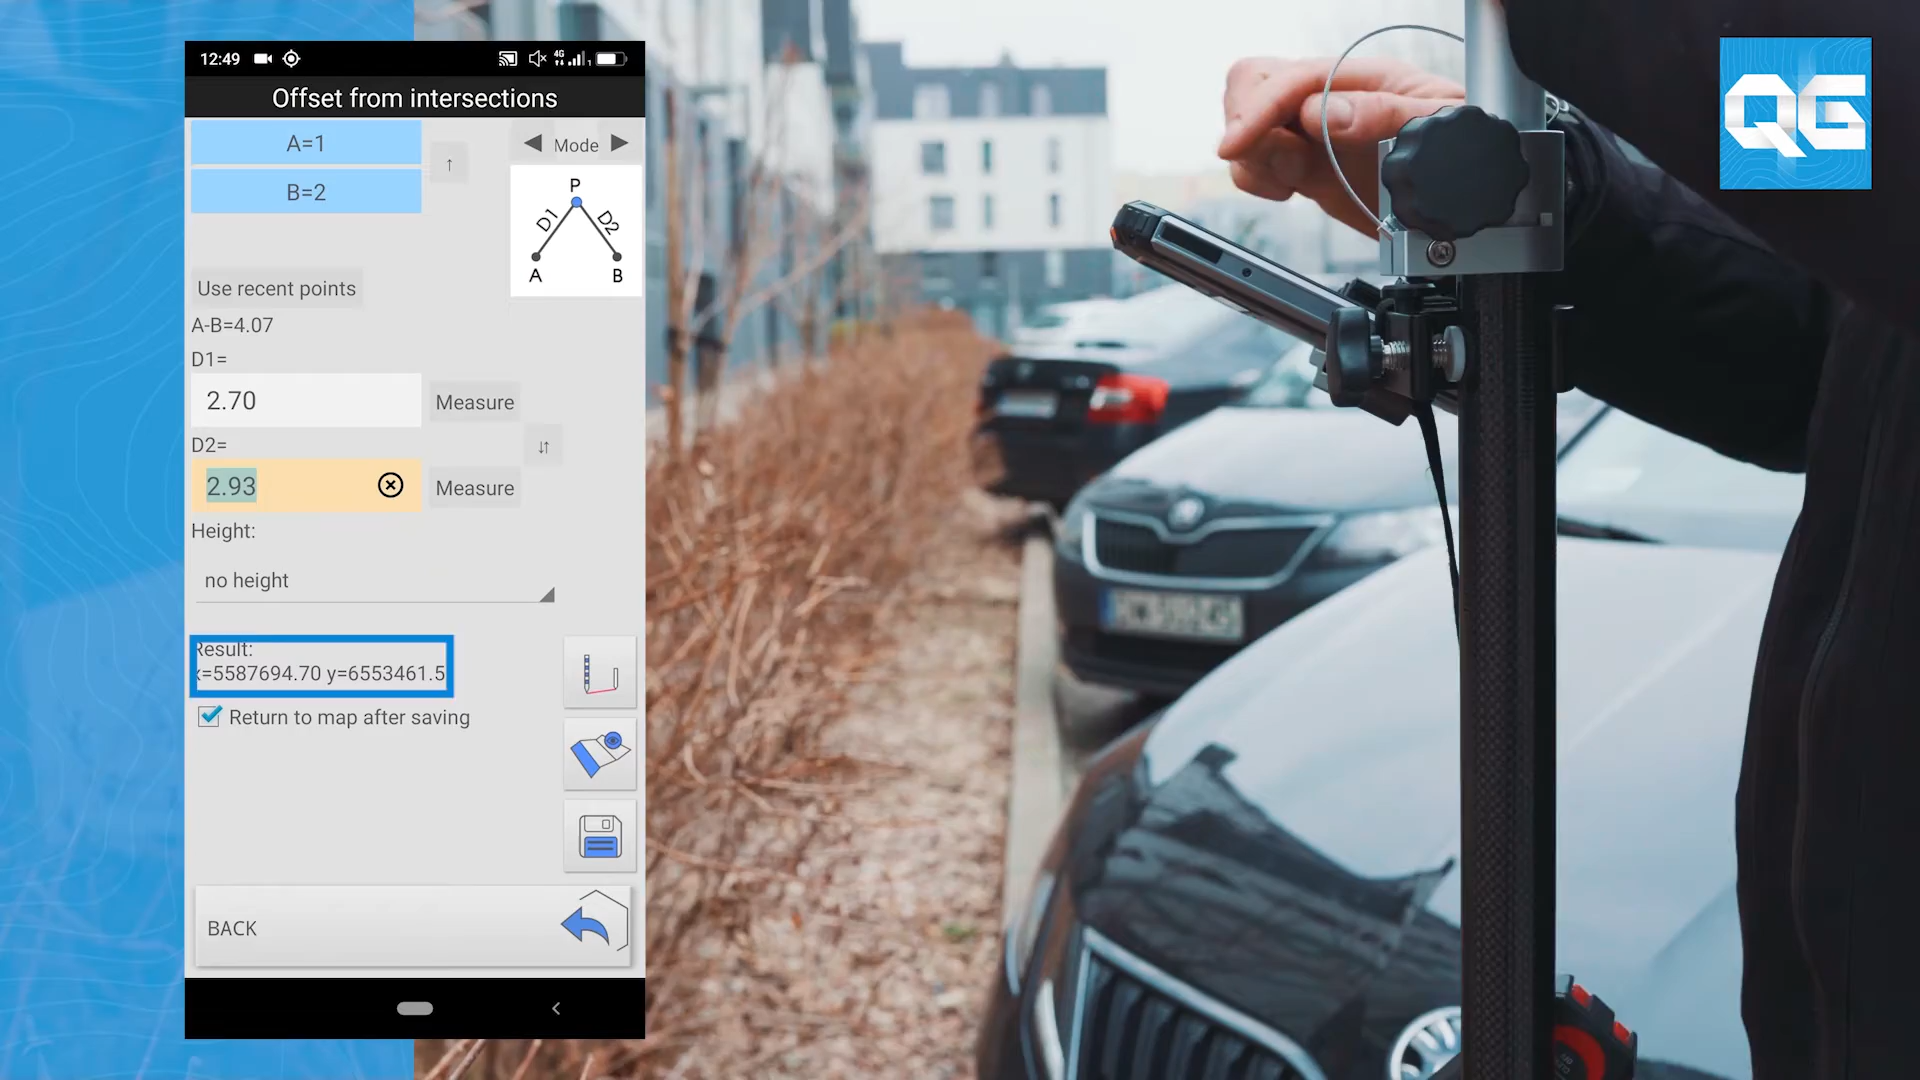 12:49
4G
1
Offset from intersections
A=1
B=2
↑
◀ Mode ▶
P
D1
D2
A
B
Use recent points
A-B=4.07
D1=
2.70
Measure
D2=
2.93
Measure
Height:
no height
Result:
x=5587694.70 y=6553461.5
Return to map after saving
BACK
QG